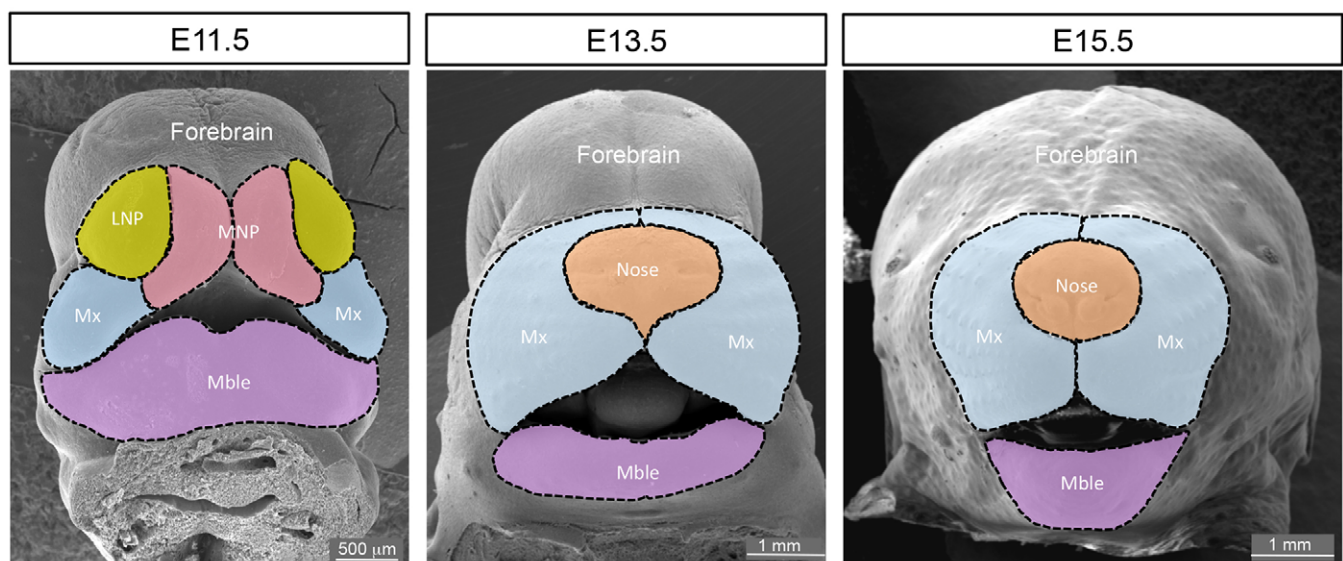 E11.5
E13.5
E15.5
Forebrain
LNP
MNP
Mx
Mx
Mble
500 μm
Forebrain
Nose
Mx
Mx
Mble
1 mm
Forebrain
Nose
Mx
Mx
Mble
1 mm